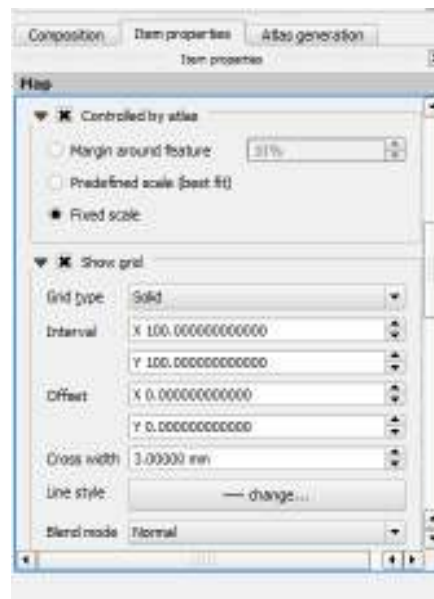 Composition Item properties Atlas generation
Item properties
Map
Controlled by atlas
Margin around feature 10%
Predefined scale (best fit)
Fixed scale
Show grid
Grid type Solid
Interval X 100.000000000000
Y 100.000000000000
Offset X 0.000000000000
Y 0.000000000000
Cross width 3.00000 mm
Line style change...
Blend mode Normal